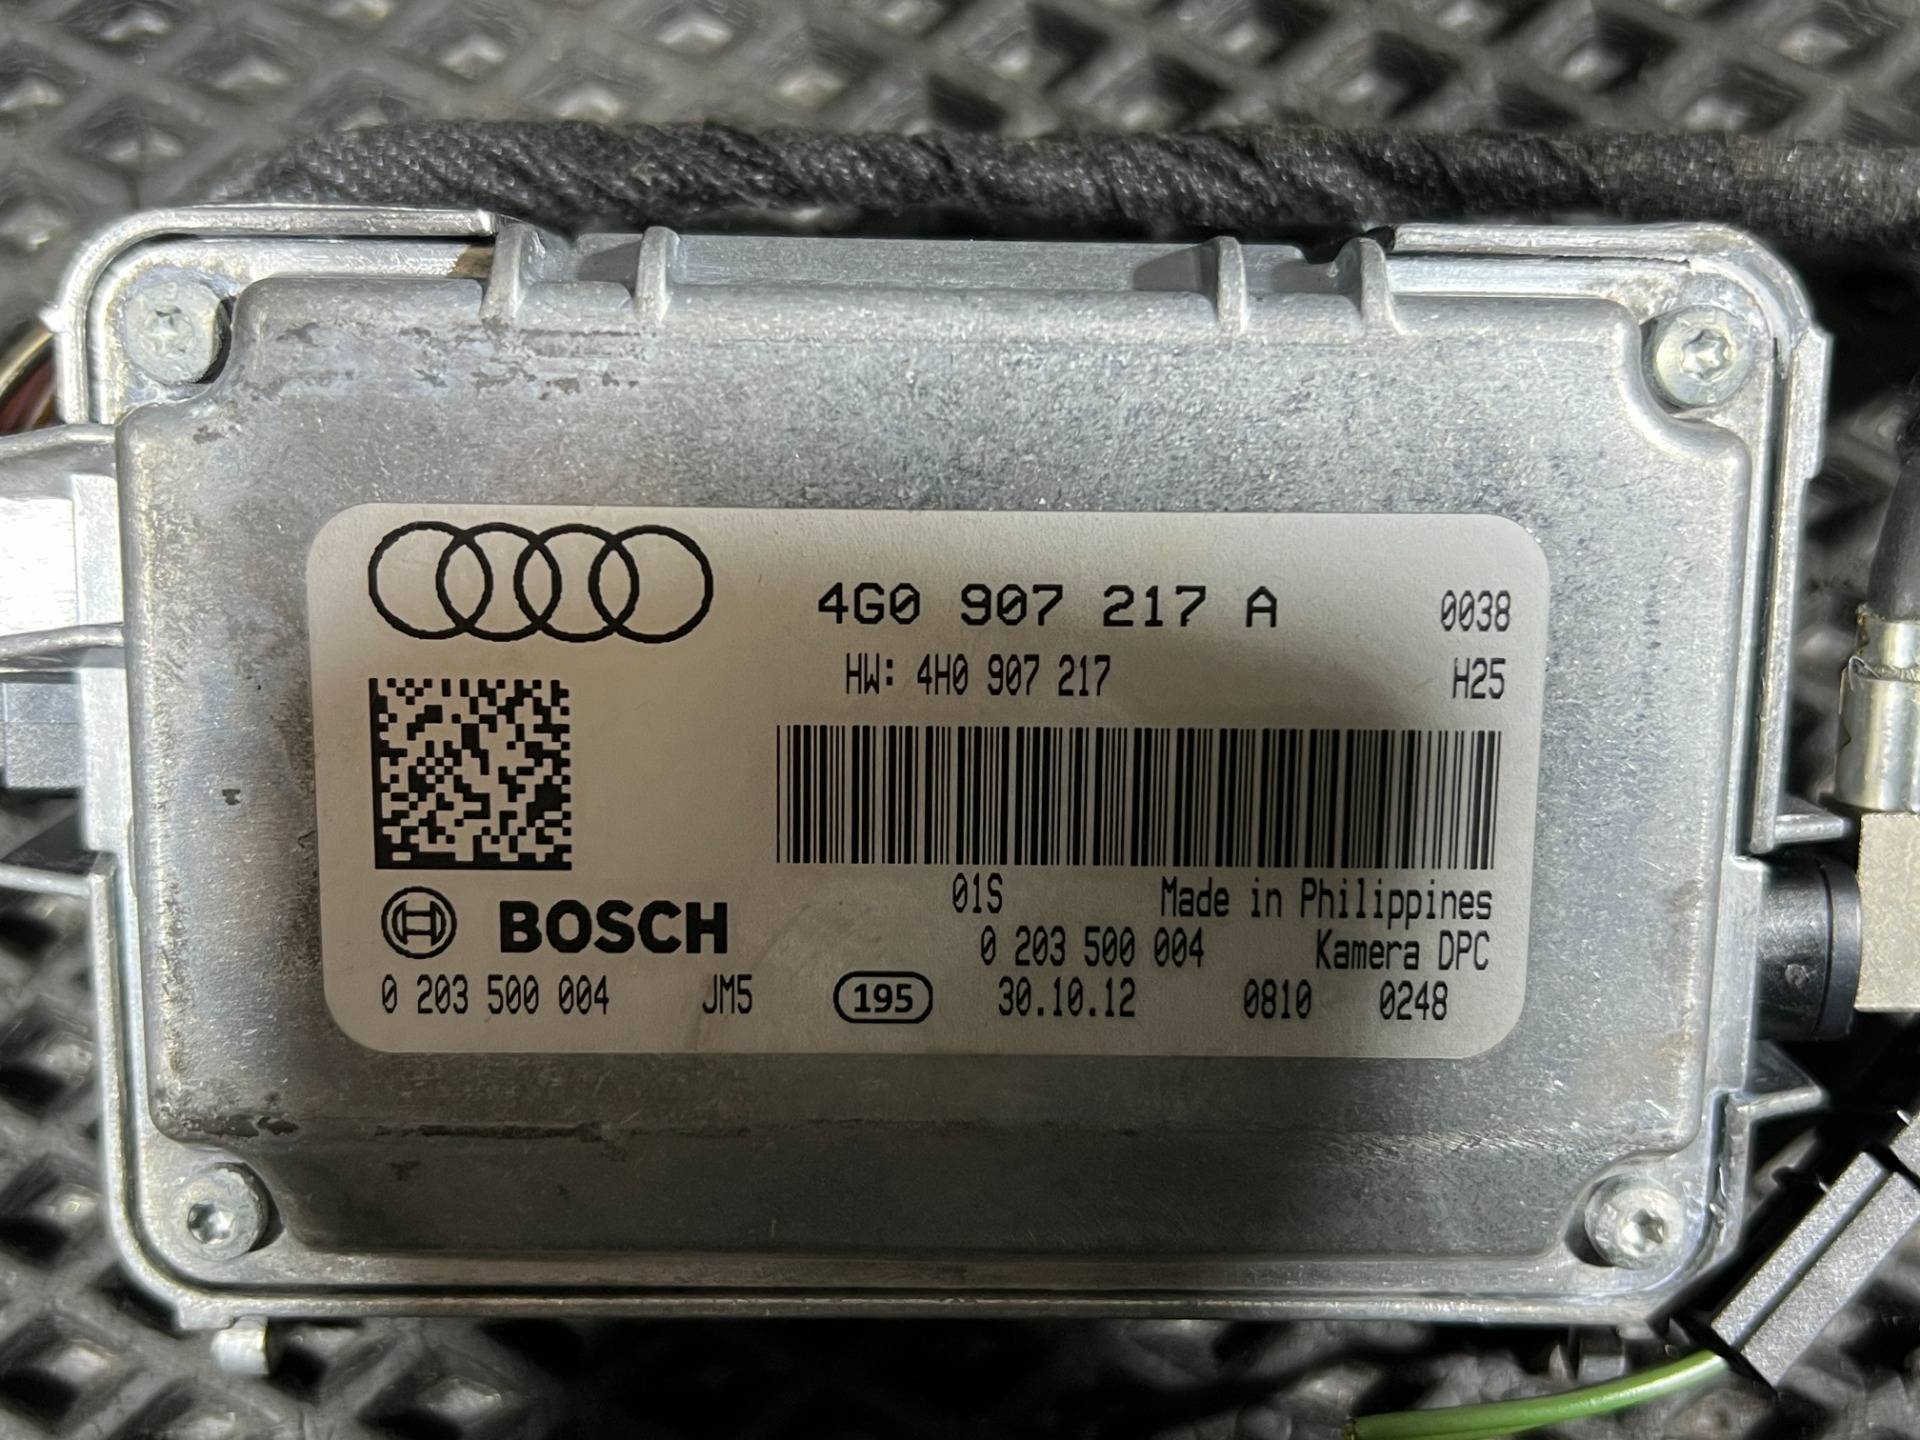 4G0 907 217 A 0038
HW: 4H0 907 217 H25
01S Made in Philippines
BOSCH 0 203 500 004 Kamera DPC
0 203 500 004 JM5 195 30.10.12 0810 0248